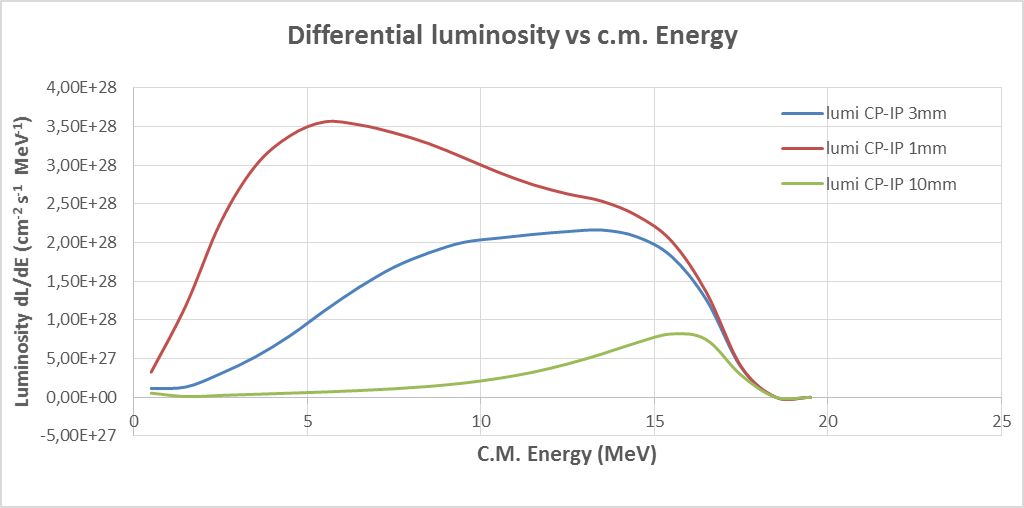 Differential luminosity vs c.m. Energy
Luminosity dL/dE (cm⁻² s⁻¹ MeV⁻¹)
4,00E+28
3,50E+28
3,00E+28
2,50E+28
2,00E+28
1,50E+28
1,00E+28
5,00E+27
0,00E+00
-5,00E+27
lumi CP-IP 3mm
lumi CP-IP 1mm
lumi CP-IP 10mm
0 5 10 15 20 25
C.M. Energy (MeV)